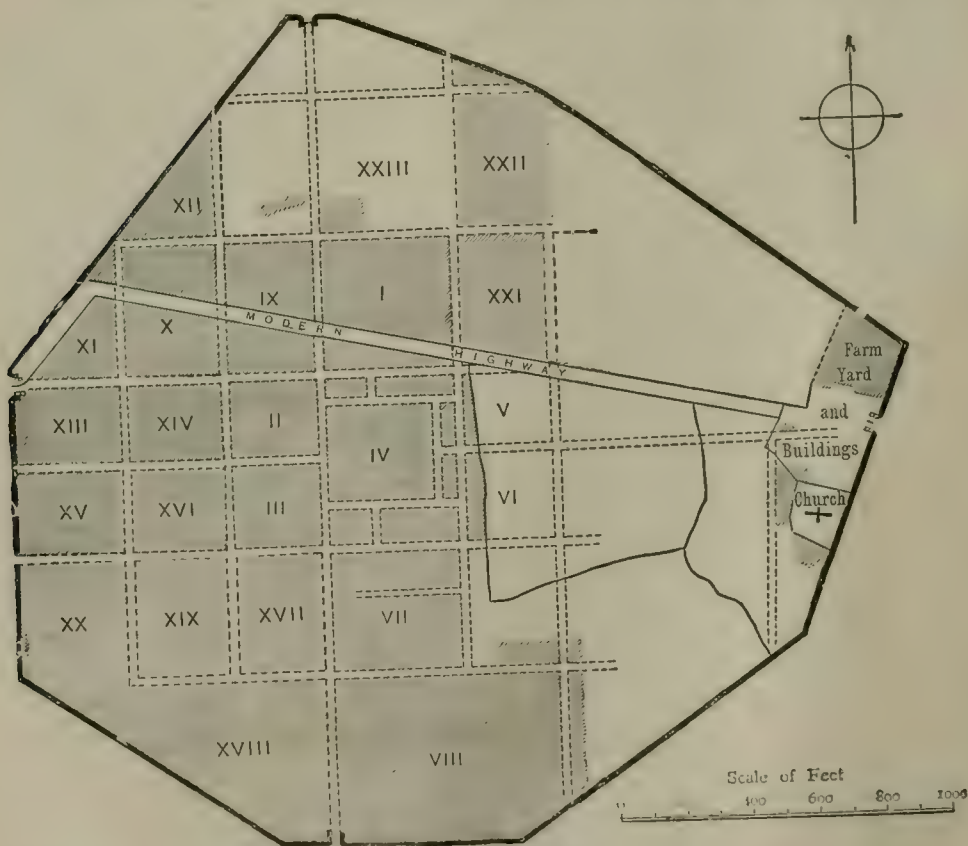 XXIII
XXII
XII
IX
I
XXI
X
MODERN HIGHWAY
XI
Farm
Yard
and
Buildings
Church
V
XIII
XIV
II
IV
XV
XVI
III
VI
XX
XIX
XVII
VII
XVIII
VIII
Scale of Feet
400 600 800 1000